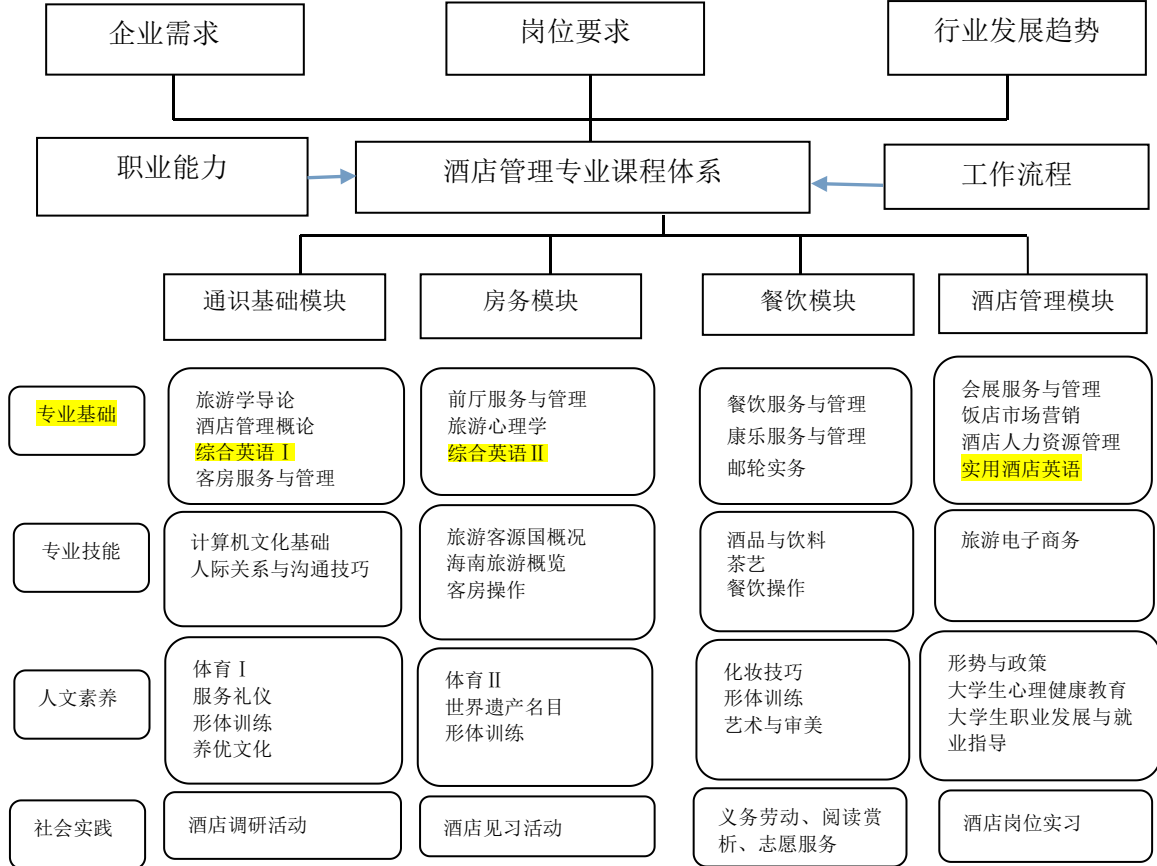 企业需求
岗位要求
行业发展趋势
职业能力
酒店管理专业课程体系
工作流程
通识基础模块
房务模块
餐饮模块
酒店管理模块
专业基础
旅游学导论
酒店管理概论
综合英语Ⅰ
客房服务与管理
前厅服务与管理
旅游心理学
综合英语Ⅱ
餐饮服务与管理
康乐服务与管理
邮轮实务
会展服务与管理
饭店市场营销
酒店人力资源管理
实用酒店英语
专业技能
计算机文化基础
人际关系与沟通技巧
旅游客源国概况
海南旅游概览
客房操作
酒品与饮料
茶艺
餐饮操作
旅游电子商务
人文素养
体育Ⅰ
服务礼仪
形体训练
养优文化
体育Ⅱ
世界遗产名目
形体训练
化妆技巧
形体训练
艺术与审美
形势与政策
大学生心理健康教育
大学生职业发展与就
业指导
社会实践
酒店调研活动
酒店见习活动
义务劳动、阅读赏
析、志愿服务
酒店岗位实习